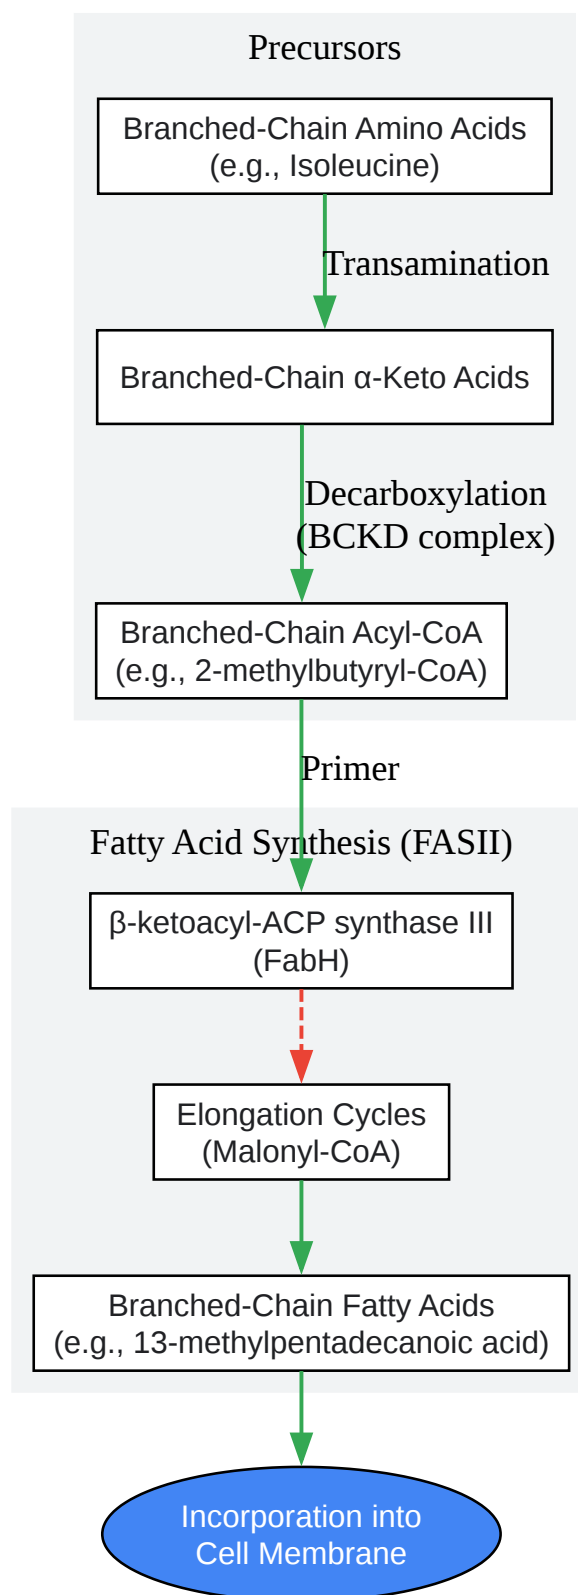 Precursors
Branched-Chain Amino Acids
(e.g., Isoleucine)
Transamination
Branched-Chain α-Keto Acids
Decarboxylation
(BCKD complex)
Branched-Chain Acyl-CoA
(e.g., 2-methylbutyryl-CoA)
Primer
Fatty Acid Synthesis (FASII)
β-ketoacyl-ACP synthase III
(FabH)
Elongation Cycles
(Malonyl-CoA)
Branched-Chain Fatty Acids
(e.g., 13-methylpentadecanoic acid)
Incorporation into
Cell Membrane